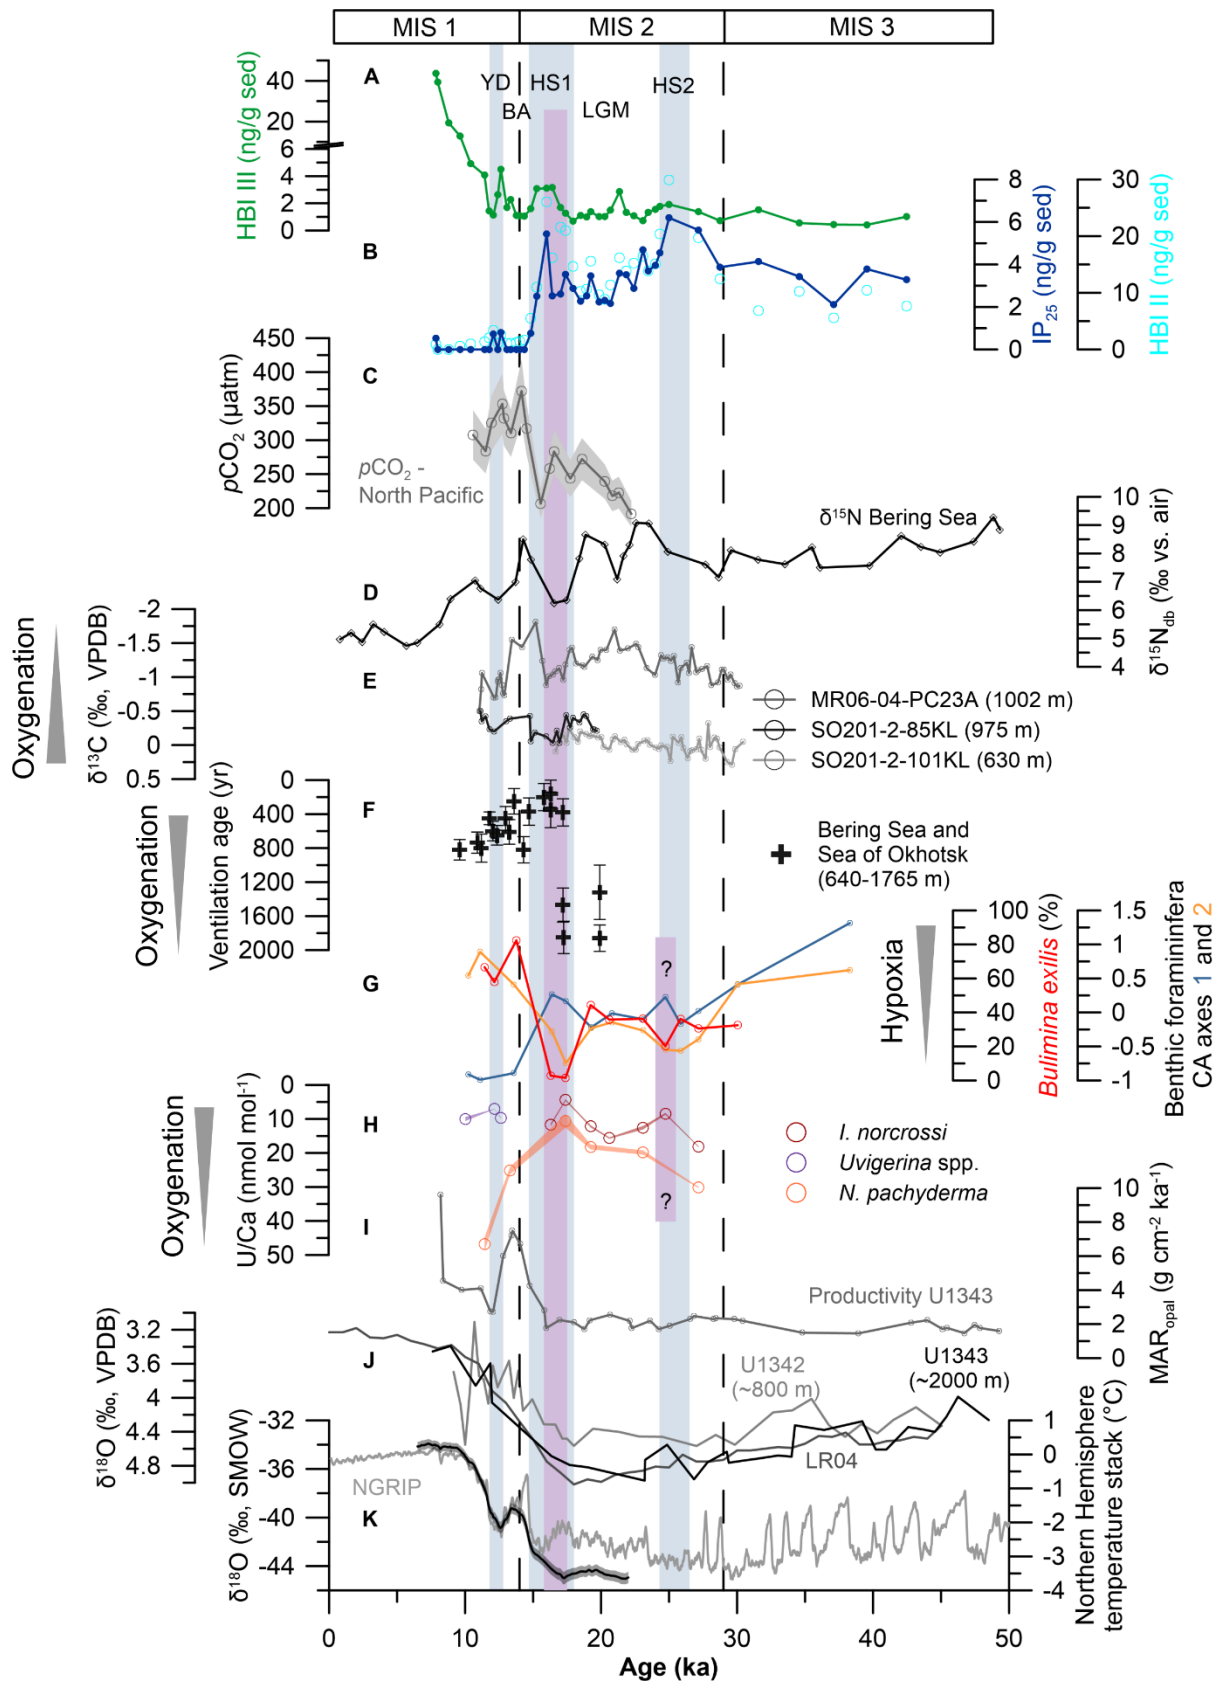 MIS 1
MIS 2
MIS 3
A
YD
BA
HS1
LGM
HS2
HBI III (ng/g sed)
40
20
6
4
2
0
B
8
6
4
2
0
IP25 (ng/g sed)
30
20
10
0
HBI II (ng/g sed)
C
450
400
350
300
250
200
pCO2 (µatm)
pCO2 -
North Pacific
D
δ15N Bering Sea
10
9
8
7
6
5
4
δ15Ndb (‰ vs. air)
E
Oxygenation
δ13C (‰, VPDB)
-2
-1.5
-1
-0.5
0
0.5
MR06-04-PC23A (1002 m)
SO201-2-85KL (975 m)
SO201-2-101KL (630 m)
F
Oxygenation
Ventilation age (yr)
0
400
800
1200
1600
2000
Bering Sea and
Sea of Okhotsk
(640-1765 m)
G
?
Hypoxia
100
80
60
40
20
0
Bulimina exilis (%)
1.5
1
0.5
0
-0.5
-1
Benthic foramininfera
CA axes 1 and 2
H
Oxygenation
U/Ca (nmol mol-1)
0
10
20
30
40
50
?
I. norcrossi
Uvigerina spp.
N. pachyderma
I
Productivity U1343
10
8
6
4
2
0
MARopal (g cm-2 ka-1)
J
δ18O (‰, VPDB)
3.2
3.6
4
4.4
4.8
U1342
(~800 m)
U1343
(~2000 m)
LR04
K
NGRIP
δ18O (‰, SMOW)
-32
-36
-40
-44
1
0
-1
-2
-3
-4
Northern Hemisphere
temperature stack (°C)
0
10
20
30
40
50
Age (ka)